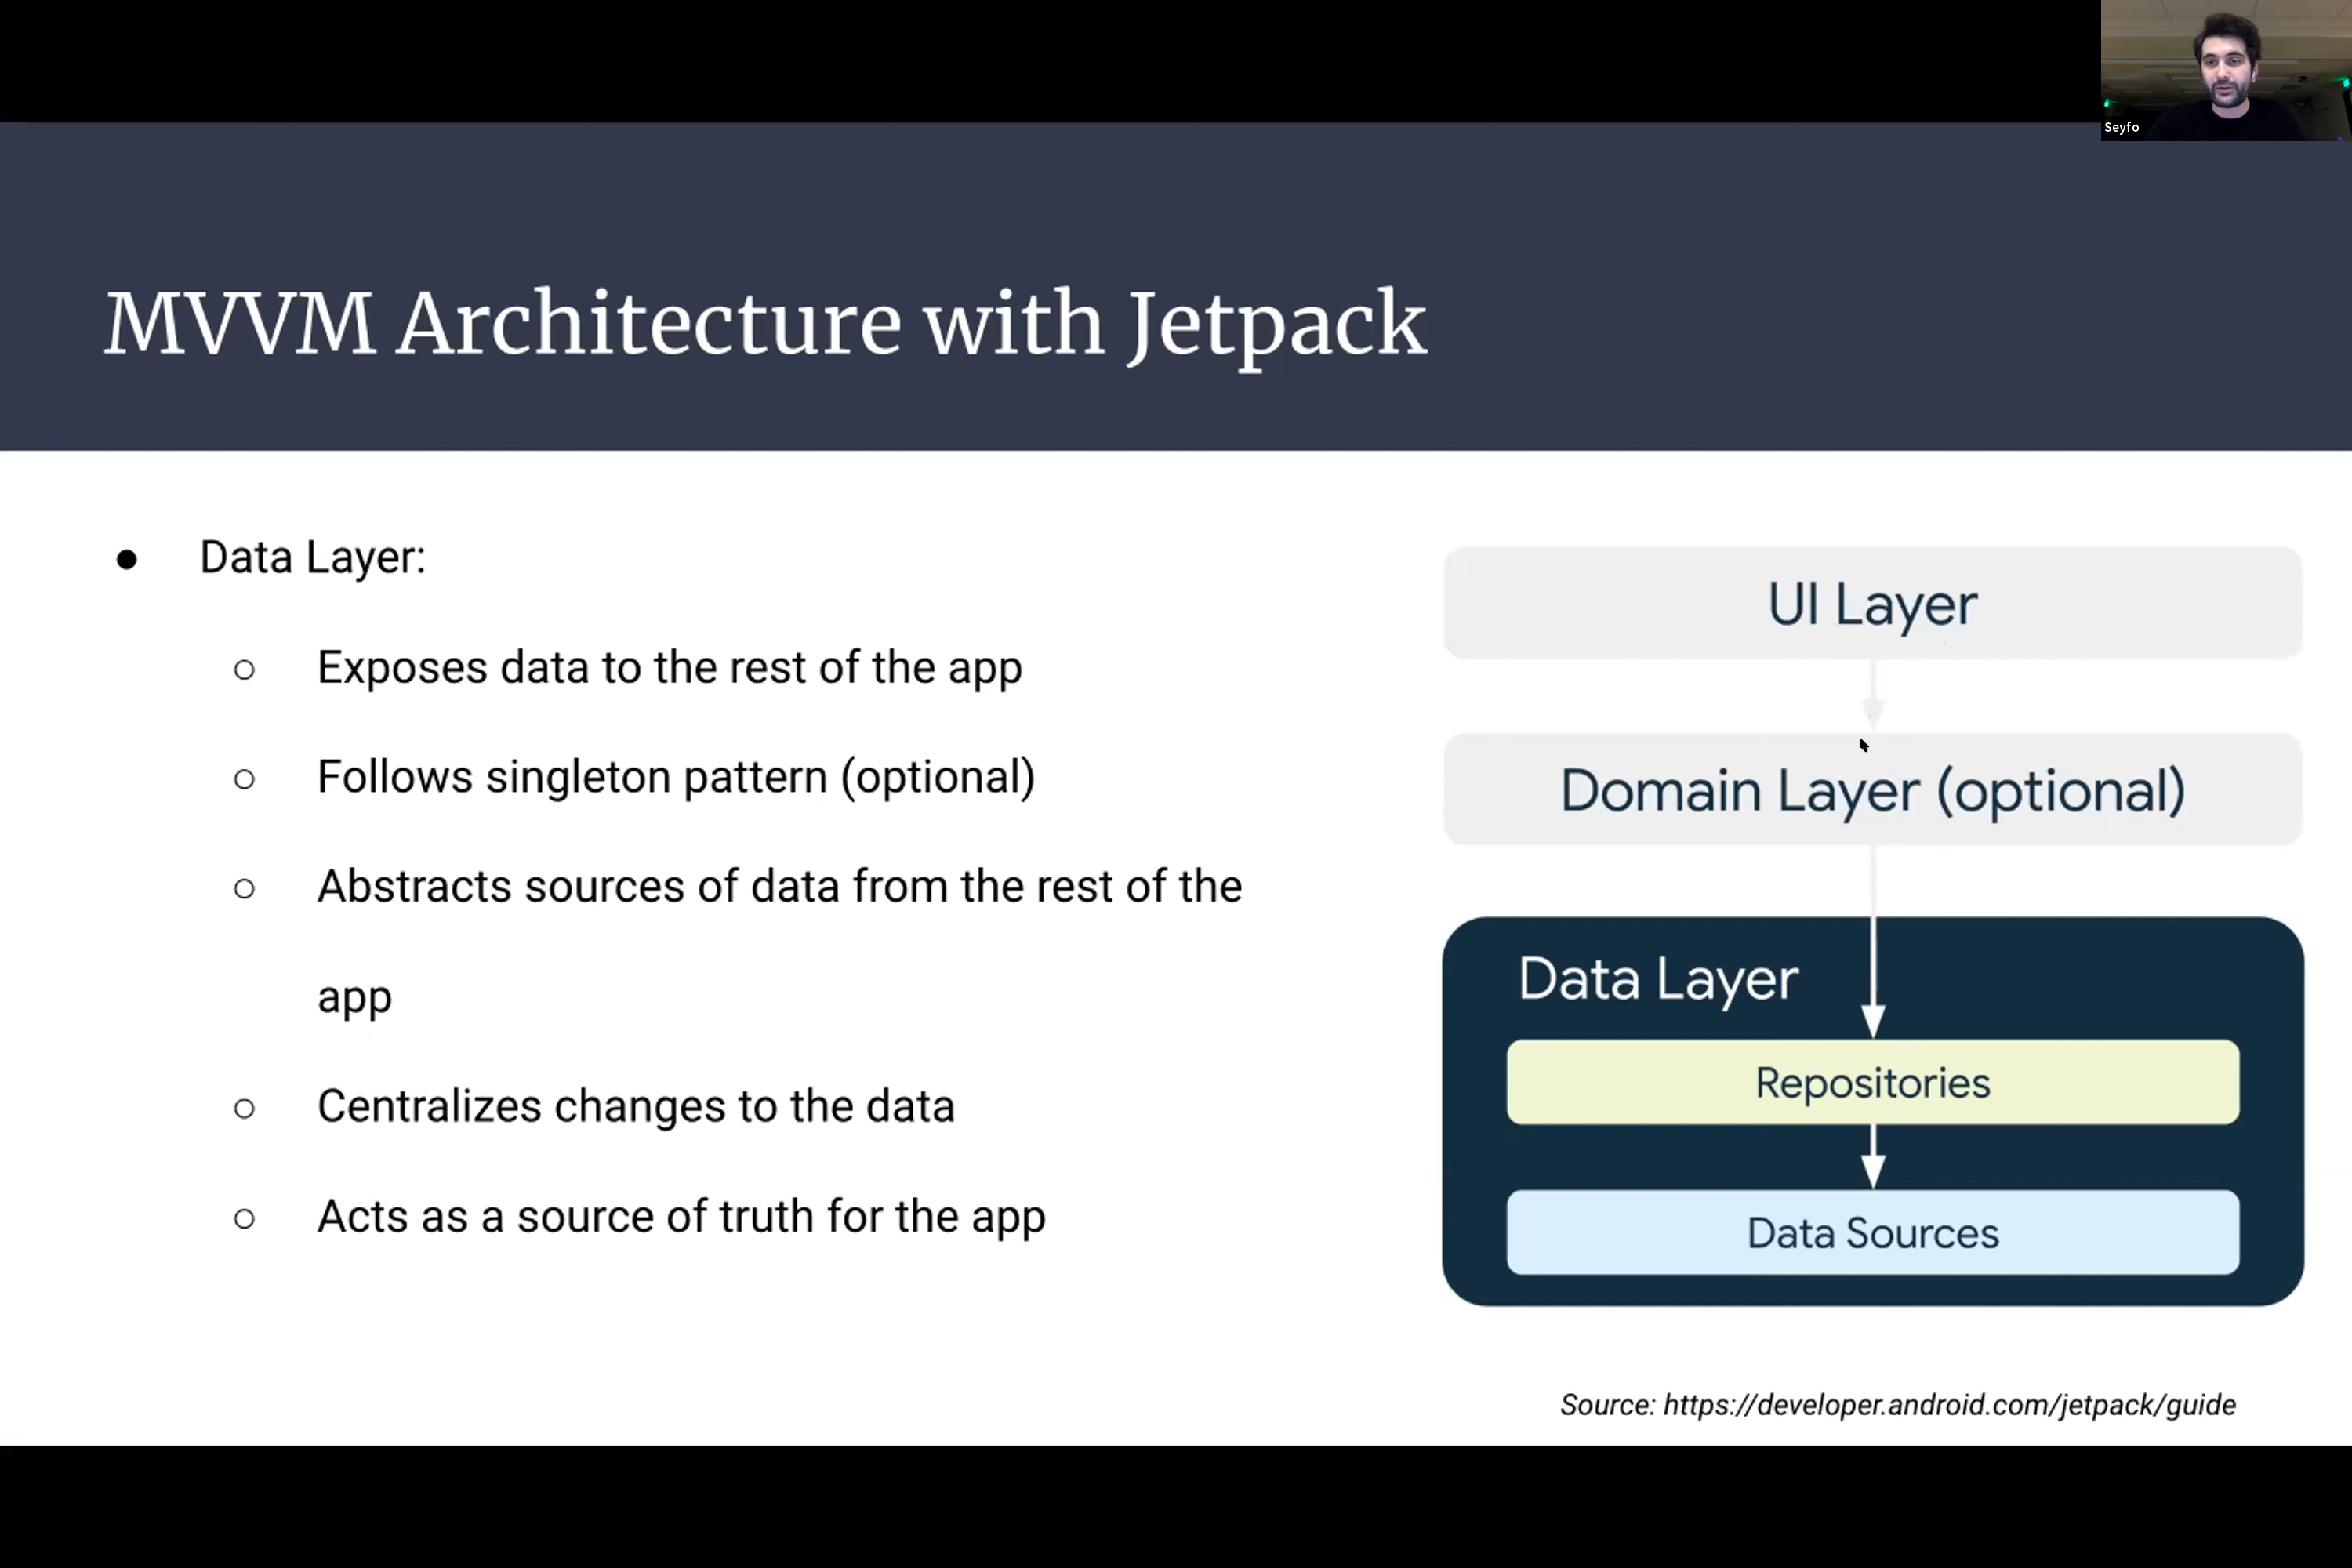 Seyfo
MVVM Architecture with Jetpack
● Data Layer:
○ Exposes data to the rest of the app
○ Follows singleton pattern (optional)
○ Abstracts sources of data from the rest of the
app
○ Centralizes changes to the data
○ Acts as a source of truth for the app
UI Layer
Domain Layer (optional)
Data Layer
Repositories
Data Sources
Source: https://developer.android.com/jetpack/guide